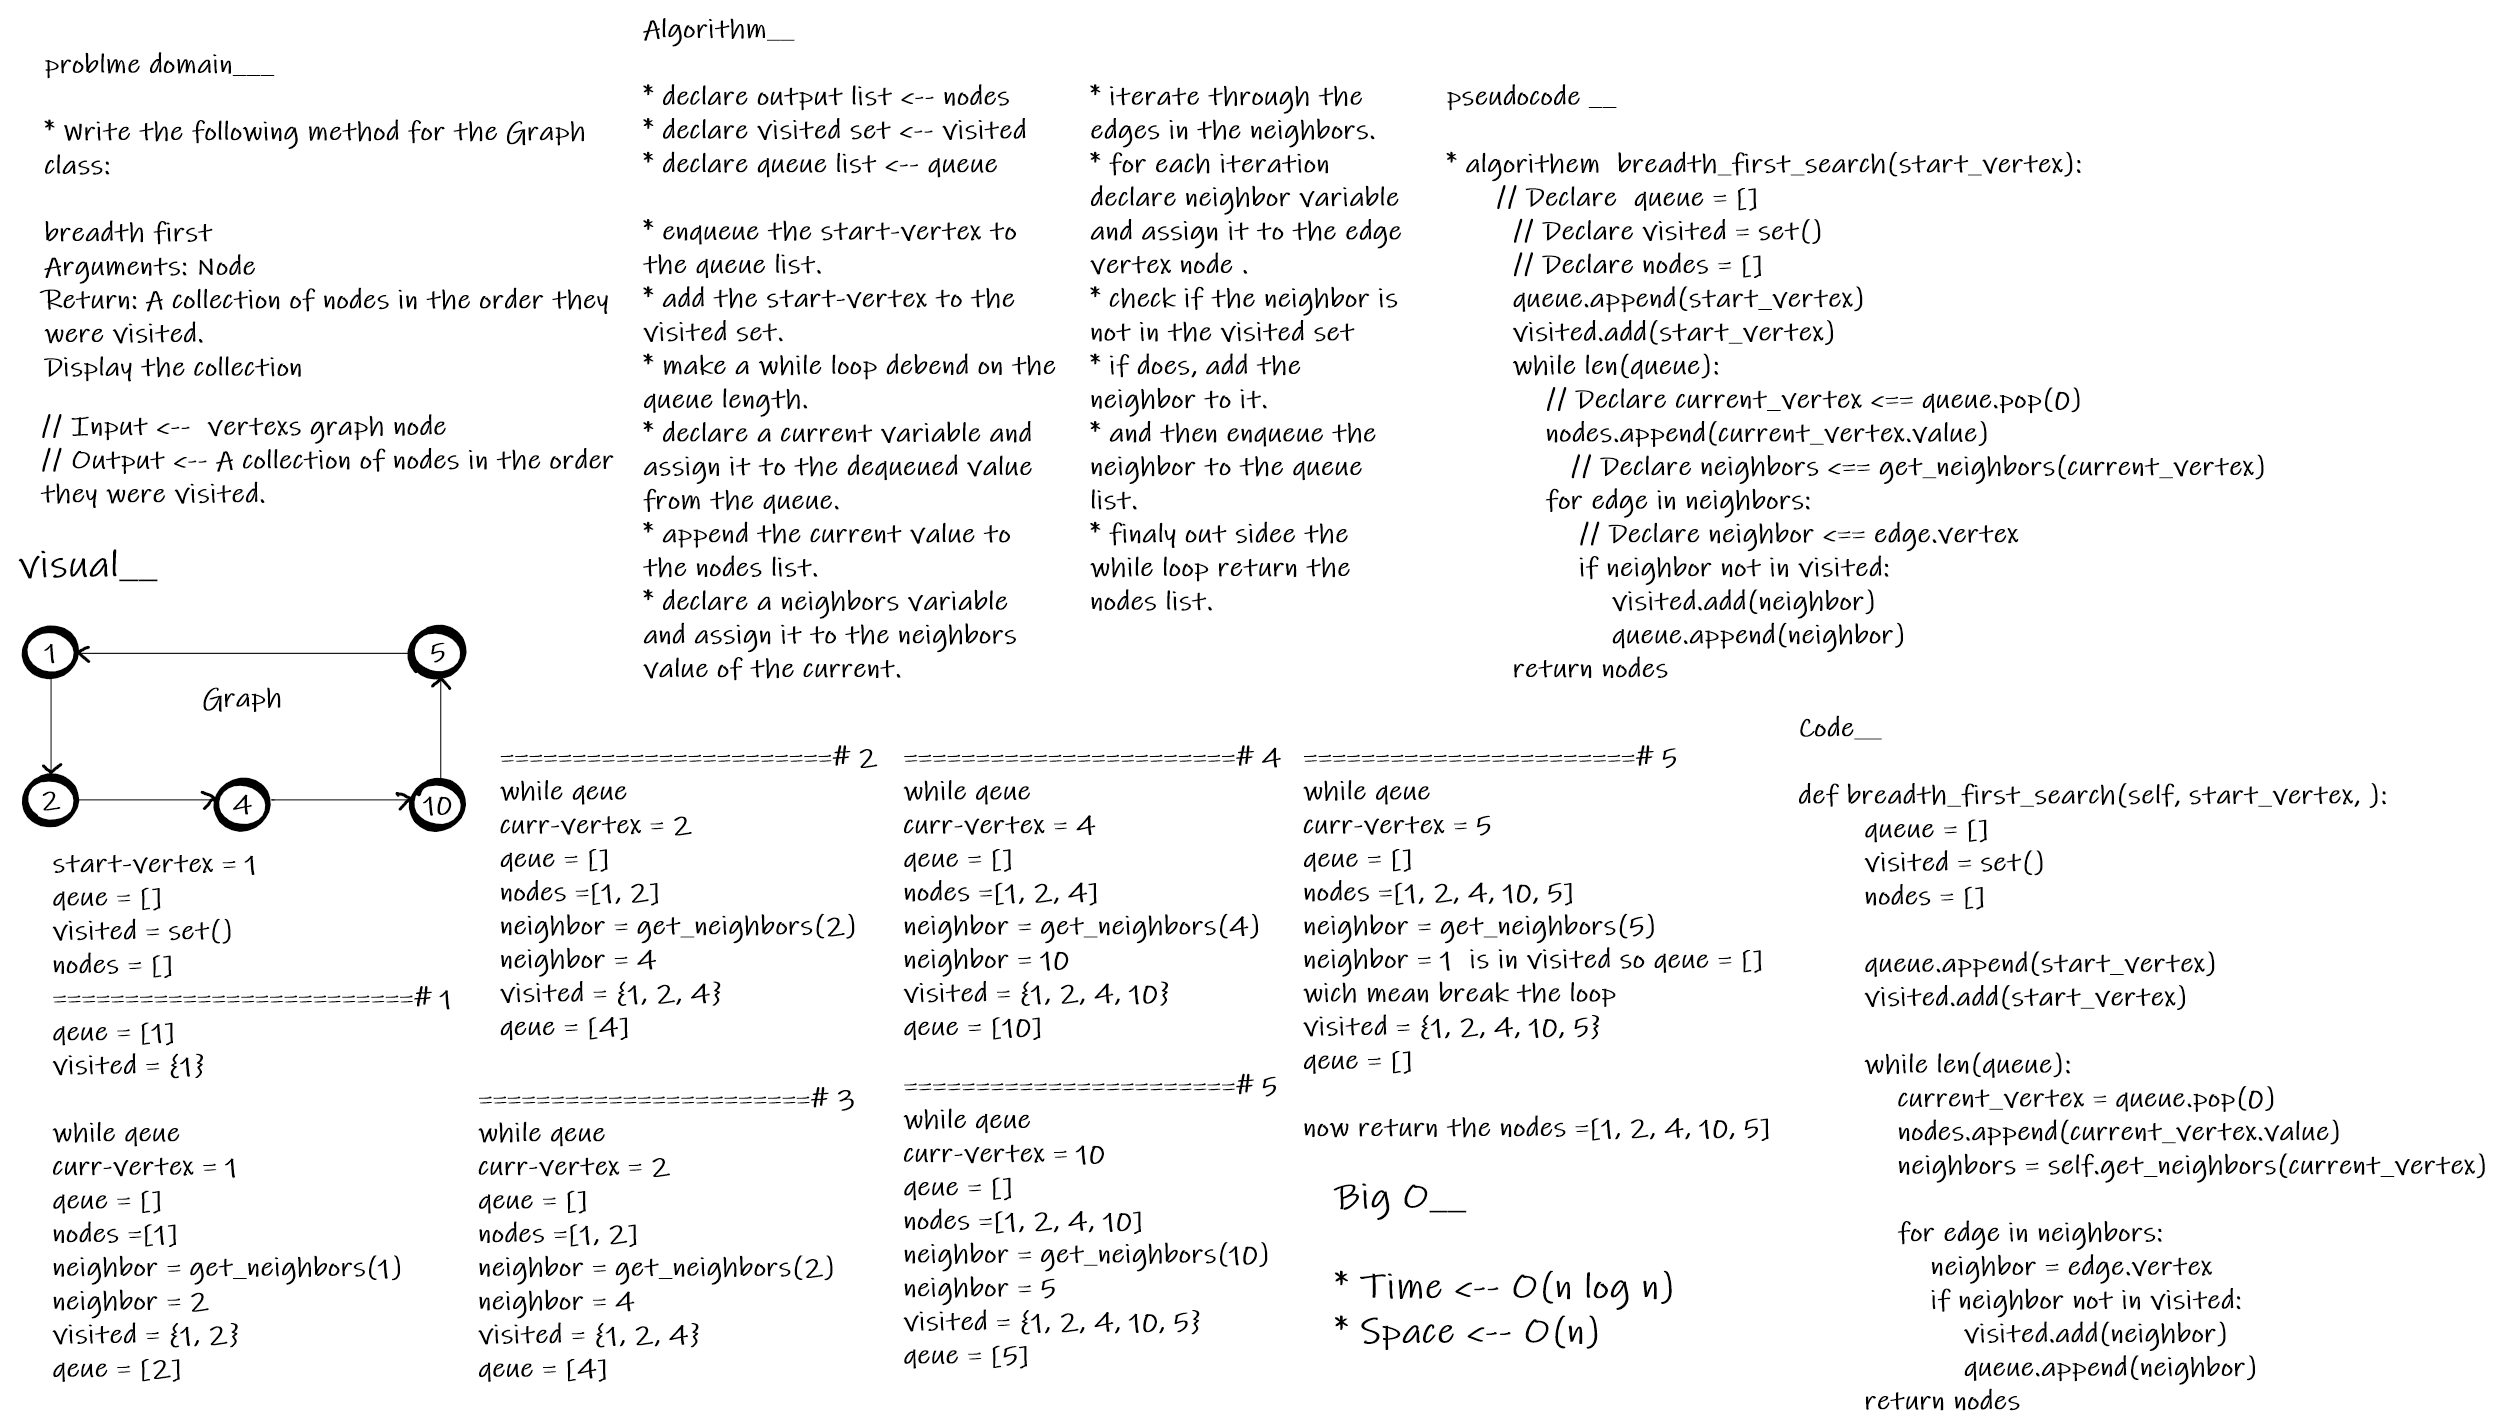 problme domain___
* Write the following method for the Graph
class:
breadth first
Arguments: Node
Return: A collection of nodes in the order they
were visited.
Display the collection
// Input <-- vertexs graph node
// Output <-- A collection of nodes in the order
they were visited.
Algorithm__
* declare output list <-- nodes
* declare visited set <-- visited
* declare queue list <-- queue
* enqueue the start-vertex to
the queue list.
* add the start-vertex to the
visited set.
* make a while loop debend on the
queue length.
* declare a current variable and
assign it to the dequeued value
from the queue.
* append the current value to
the nodes list.
* declare a neighbors variable
and assign it to the neighbors
value of the current.
* iterate through the
edges in the neighbors.
* for each iteration
declare neighbor variable
and assign it to the edge
vertex node .
* check if the neighbor is
not in the visited set
* if does, add the
neighbor to it.
* and then enqueue the
neighbor to the queue
list.
* finaly out sidee the
while loop return the
nodes list.
pseudocode __
* algorithem breadth_first_search(start_vertex):
// Declare queue = []
// Declare visited = set()
// Declare nodes = []
queue.append(start_vertex)
visited.add(start_vertex)
while len(queue):
// Declare current_vertex <== queue.pop(0)
nodes.append(current_vertex.value)
// Declare neighbors <== get_neighbors(current_vertex)
for edge in neighbors:
// Declare neighbor <== edge.vertex
if neighbor not in visited:
visited.add(neighbor)
queue.append(neighbor)
return nodes
visual__
1
5
Graph
2
4
10
start-vertex = 1
qeue = []
visited = set()
nodes = []
=========================# 1
qeue = [1]
visited = {1}
while qeue
curr-vertex = 1
qeue = []
nodes =[1]
neighbor = get_neighbors(1)
neighbor = 2
visited = {1, 2}
qeue = [2]
=======================# 2
while qeue
curr-vertex = 2
qeue = []
nodes =[1, 2]
neighbor = get_neighbors(2)
neighbor = 4
visited = {1, 2, 4}
qeue = [4]
=======================# 3
while qeue
curr-vertex = 2
qeue = []
nodes =[1, 2]
neighbor = get_neighbors(2)
neighbor = 4
visited = {1, 2, 4}
qeue = [4]
=======================# 4
while qeue
curr-vertex = 4
qeue = []
nodes =[1, 2, 4]
neighbor = get_neighbors(4)
neighbor = 10
visited = {1, 2, 4, 10}
qeue = [10]
=======================# 5
while qeue
curr-vertex = 10
qeue = []
nodes =[1, 2, 4, 10]
neighbor = get_neighbors(10)
neighbor = 5
visited = {1, 2, 4, 10, 5}
qeue = [5]
=======================# 5
while qeue
curr-vertex = 5
qeue = []
nodes =[1, 2, 4, 10, 5]
neighbor = get_neighbors(5)
neighbor = 1 is in visited so qeue = []
wich mean break the loop
visited = {1, 2, 4, 10, 5}
qeue = []
now return the nodes =[1, 2, 4, 10, 5]
Big O__
* Time <-- O(n log n)
* Space <-- O(n)
Code__
def breadth_first_search(self, start_vertex, ):
queue = []
visited = set()
nodes = []
queue.append(start_vertex)
visited.add(start_vertex)
while len(queue):
current_vertex = queue.pop(0)
nodes.append(current_vertex.value)
neighbors = self.get_neighbors(current_vertex)
for edge in neighbors:
neighbor = edge.vertex
if neighbor not in visited:
visited.add(neighbor)
queue.append(neighbor)
return nodes